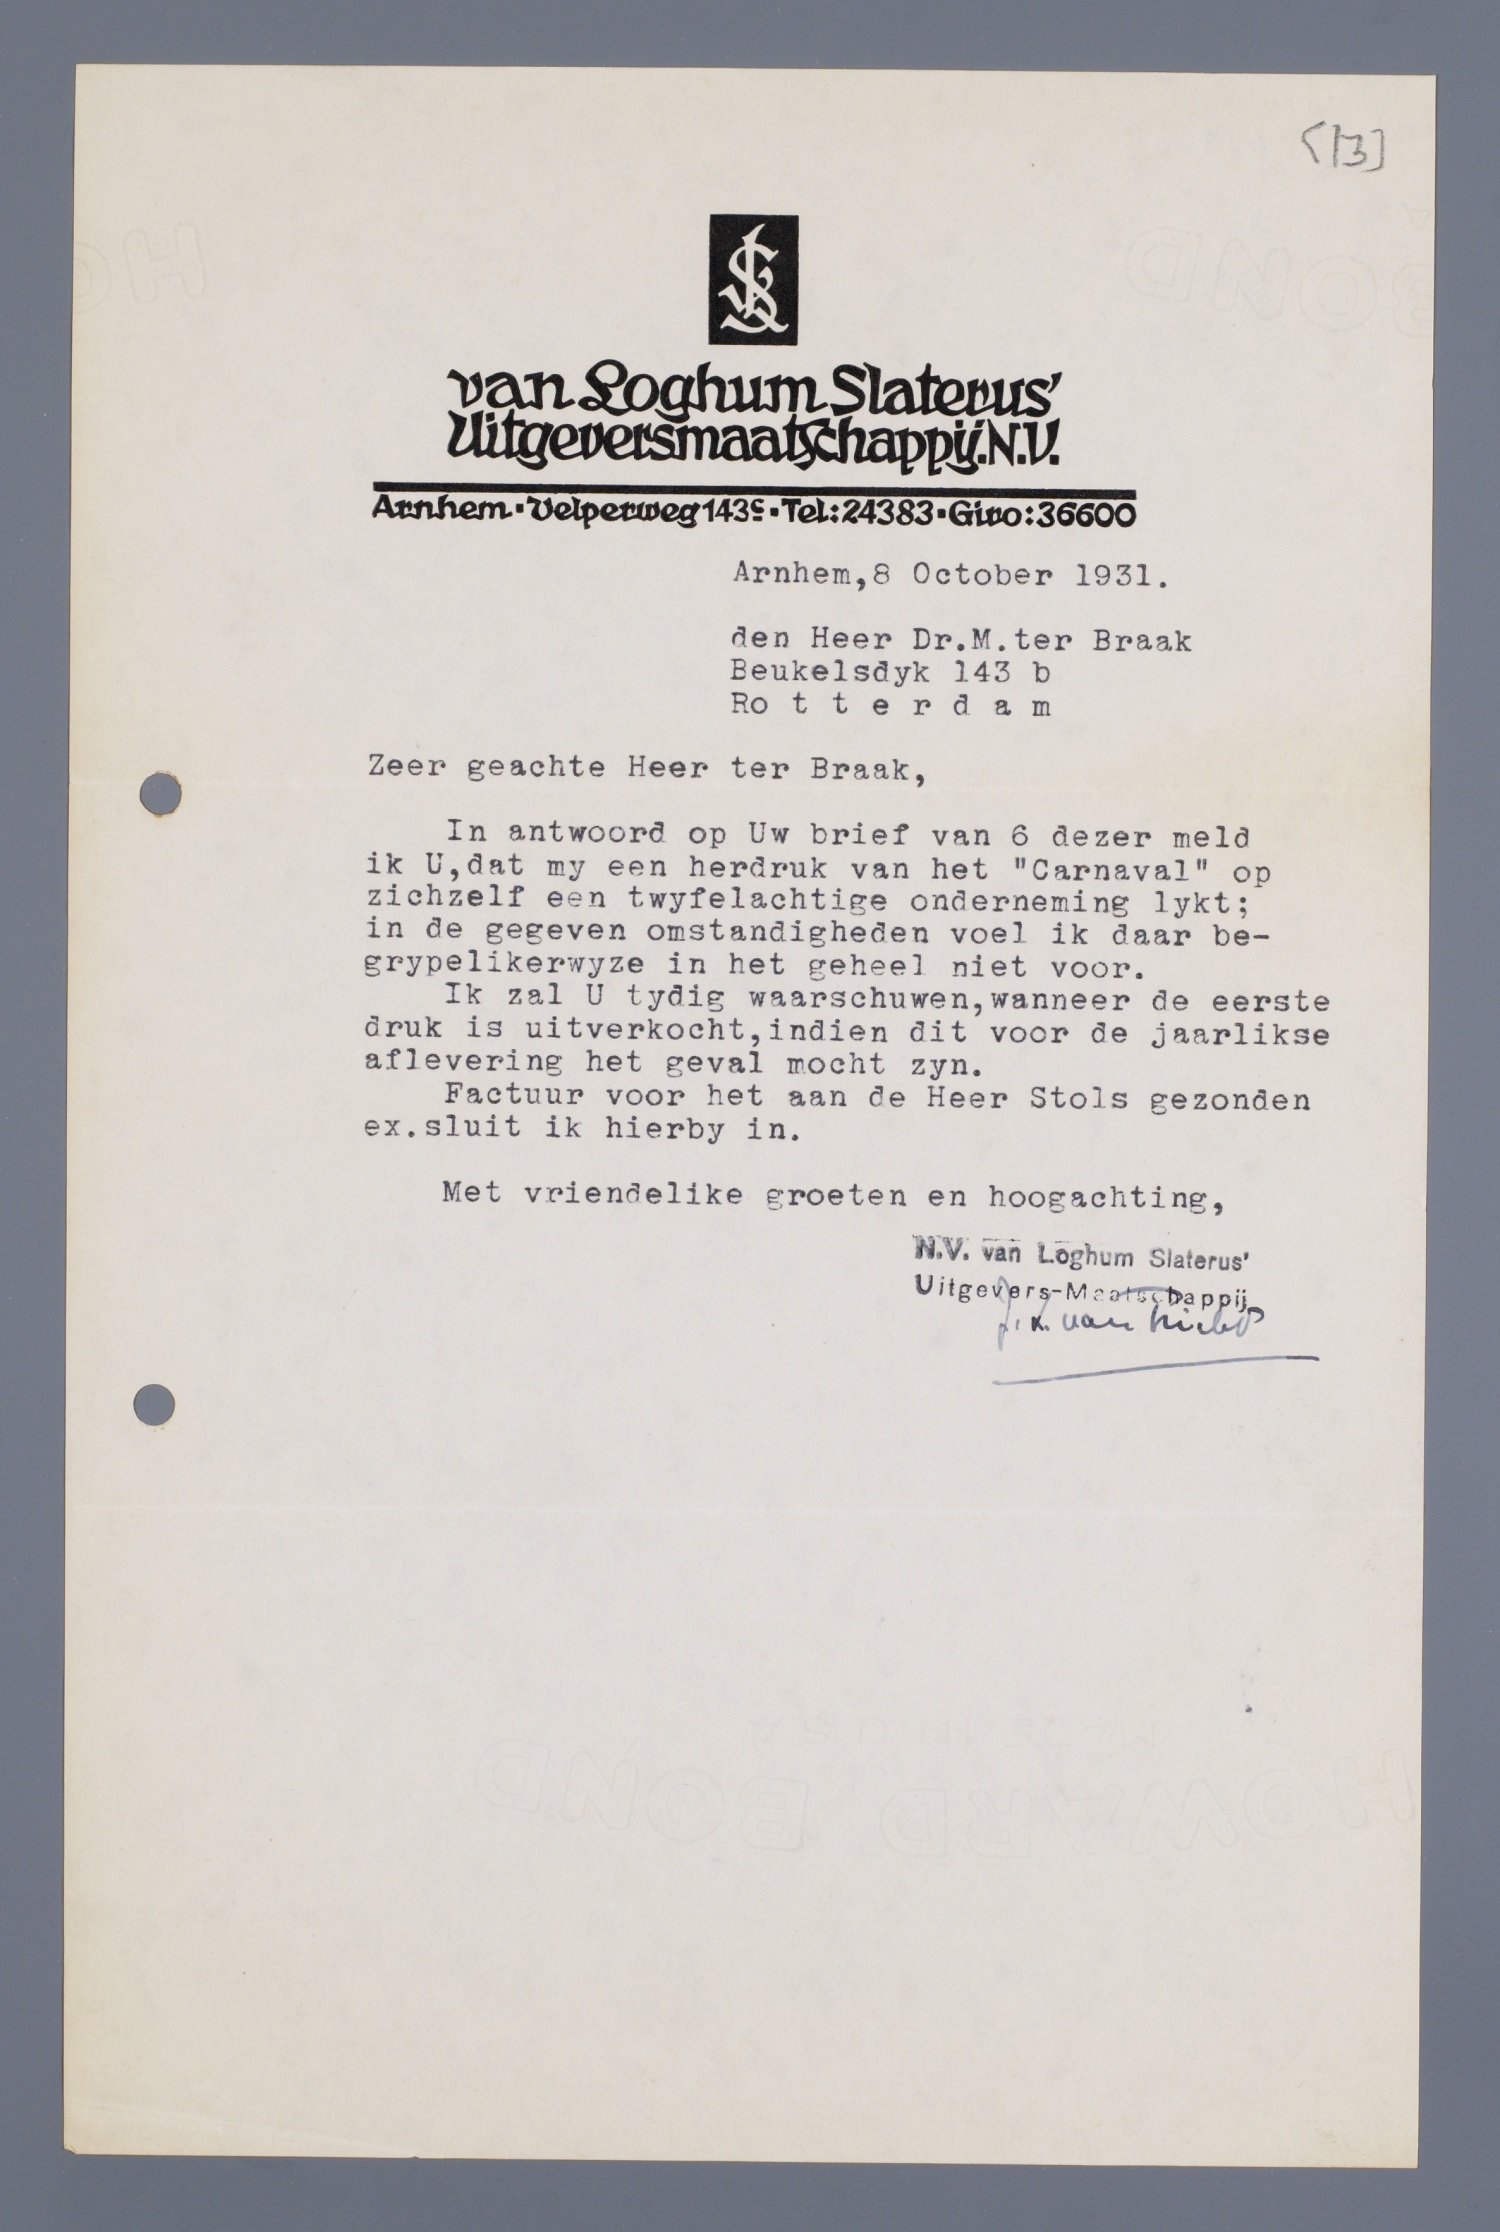 [13]
van Loghum Slaterus'
Uitgeversmaatschappij. N.V.
Arnhem · Velperweg 143c · Tel: 24383 · Giro: 36600
Arnhem,8 October 1931.
den Heer Dr.M.ter Braak
Beukelsdyk 143 b
Ro t t e r d a m
Zeer geachte Heer ter Braak,
In antwoord op Uw brief van 6 dezer meld
ik U,dat my een herdruk van het "Carnaval" op
zichzelf een twyfelachtige onderneming lykt;
in de gegeven omstandigheden voel ik daar be-
grypelikerwyze in het geheel niet voor.
Ik zal U tydig waarschuwen,wanneer de eerste
druk is uitverkocht,indien dit voor de jaarlikse
aflevering het geval mocht zyn.
Factuur voor het aan de Heer Stols gezonden
ex.sluit ik hierby in.
Met vriendelike groeten en hoogachting,
N.V. van Loghum Slaterus'
Uitgevers-Maatschappij
van
HOWARD BOND